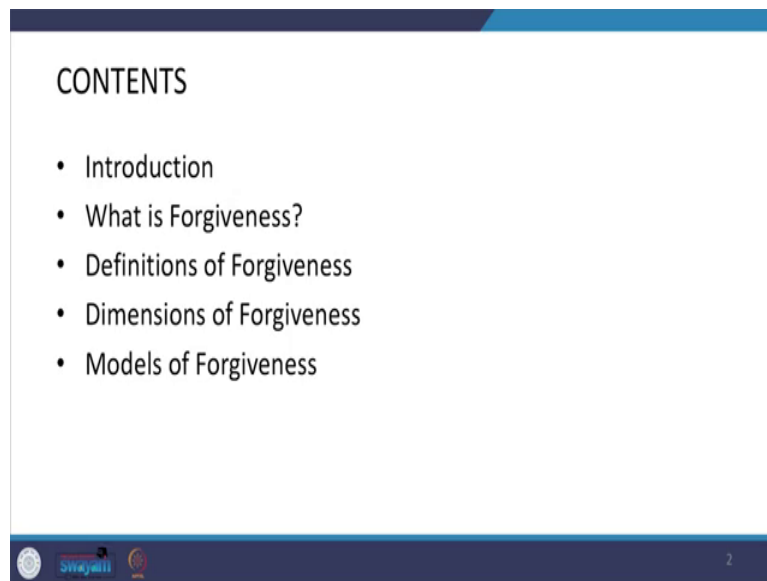 CONTENTS
• Introduction
• What is Forgiveness?
• Definitions of Forgiveness
• Dimensions of Forgiveness
• Models of Forgiveness
swayam
2